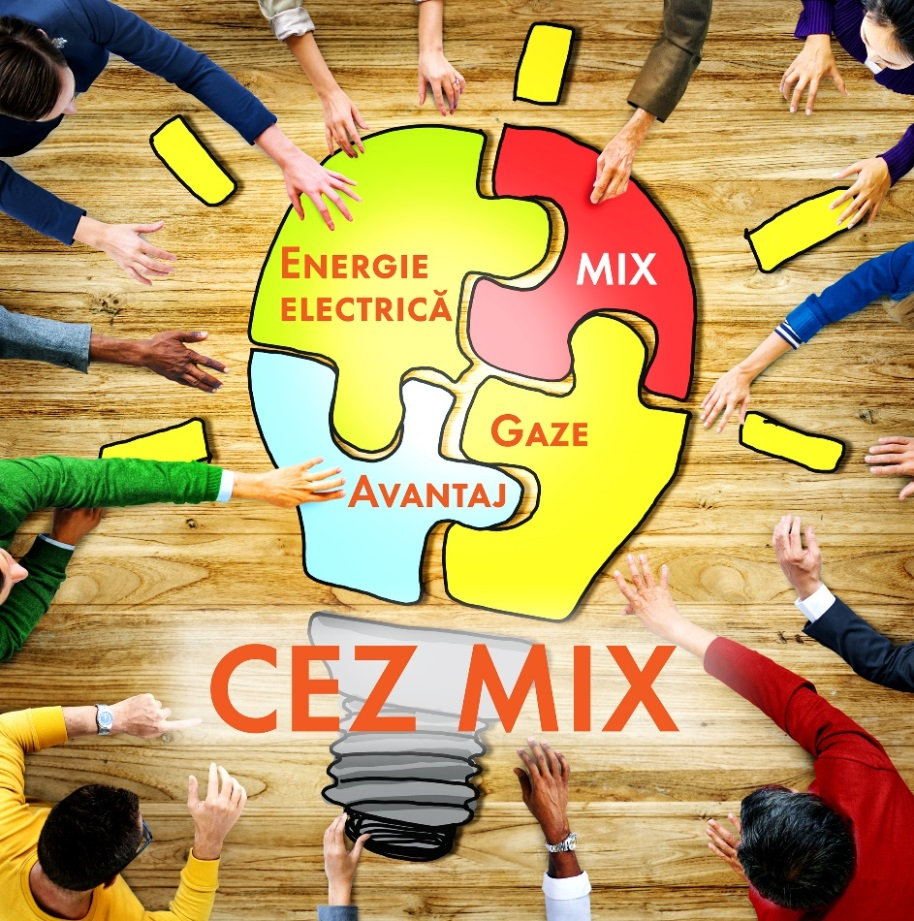 ENERGIE
ELECTRICĂ
MIX
GAZE
AVANTAJ
CEZ MIX